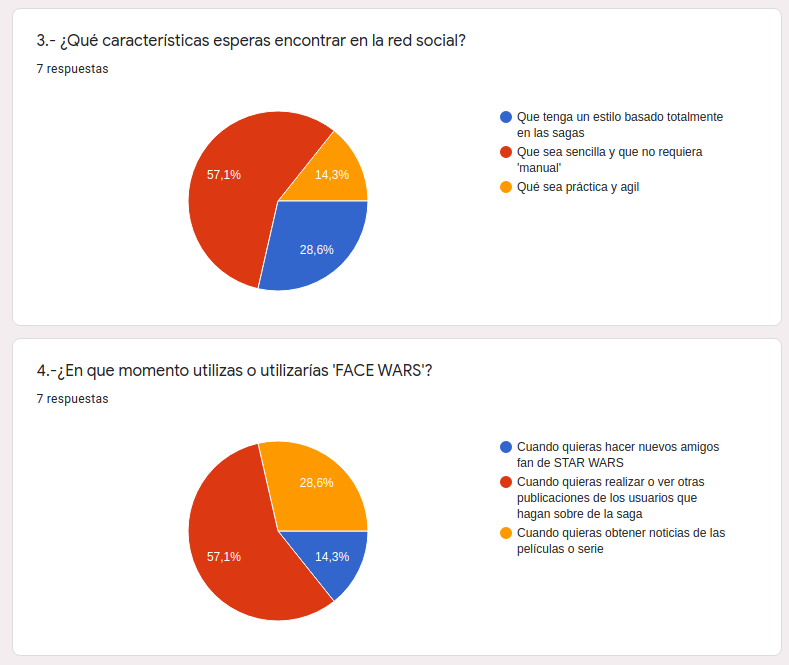 3.- ¿Qué características esperas encontrar en la red social?
7 respuestas
57,1%
14,3%
28,6%
Que tenga un estilo basado totalmente
en las sagas
Que sea sencilla y que no requiera
'manual'
Qué sea práctica y agil
4.-¿En que momento utilizas o utilizarías 'FACE WARS'?
7 respuestas
28,6%
57,1%
14,3%
Cuando quieras hacer nuevos amigos
fan de STAR WARS
Cuando quieras realizar o ver otras
publicaciones de los usuarios que
hagan sobre de la saga
Cuando quieras obtener noticias de las
películas o serie